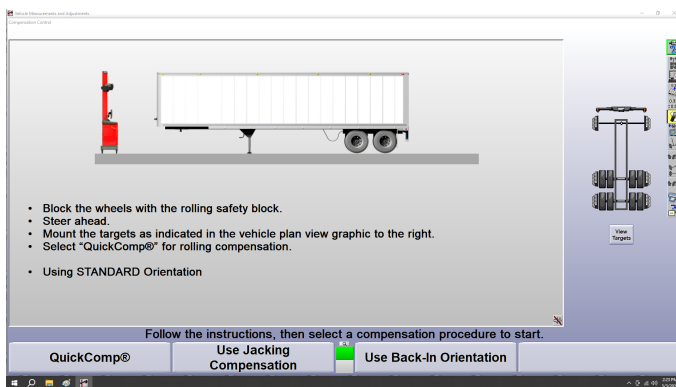 Vehicle Measurements and Adjustments
Compensation Control
• Block the wheels with the rolling safety block.
• Steer ahead.
• Mount the targets as indicated in the vehicle plan view graphic to the right.
• Select “QuickComp®” for rolling compensation.
• Using STANDARD Orientation
View
Targets
Follow the instructions, then select a compensation procedure to start.
QuickComp®
Use Jacking
Compensation
Use Back-In Orientation
3:23 PM